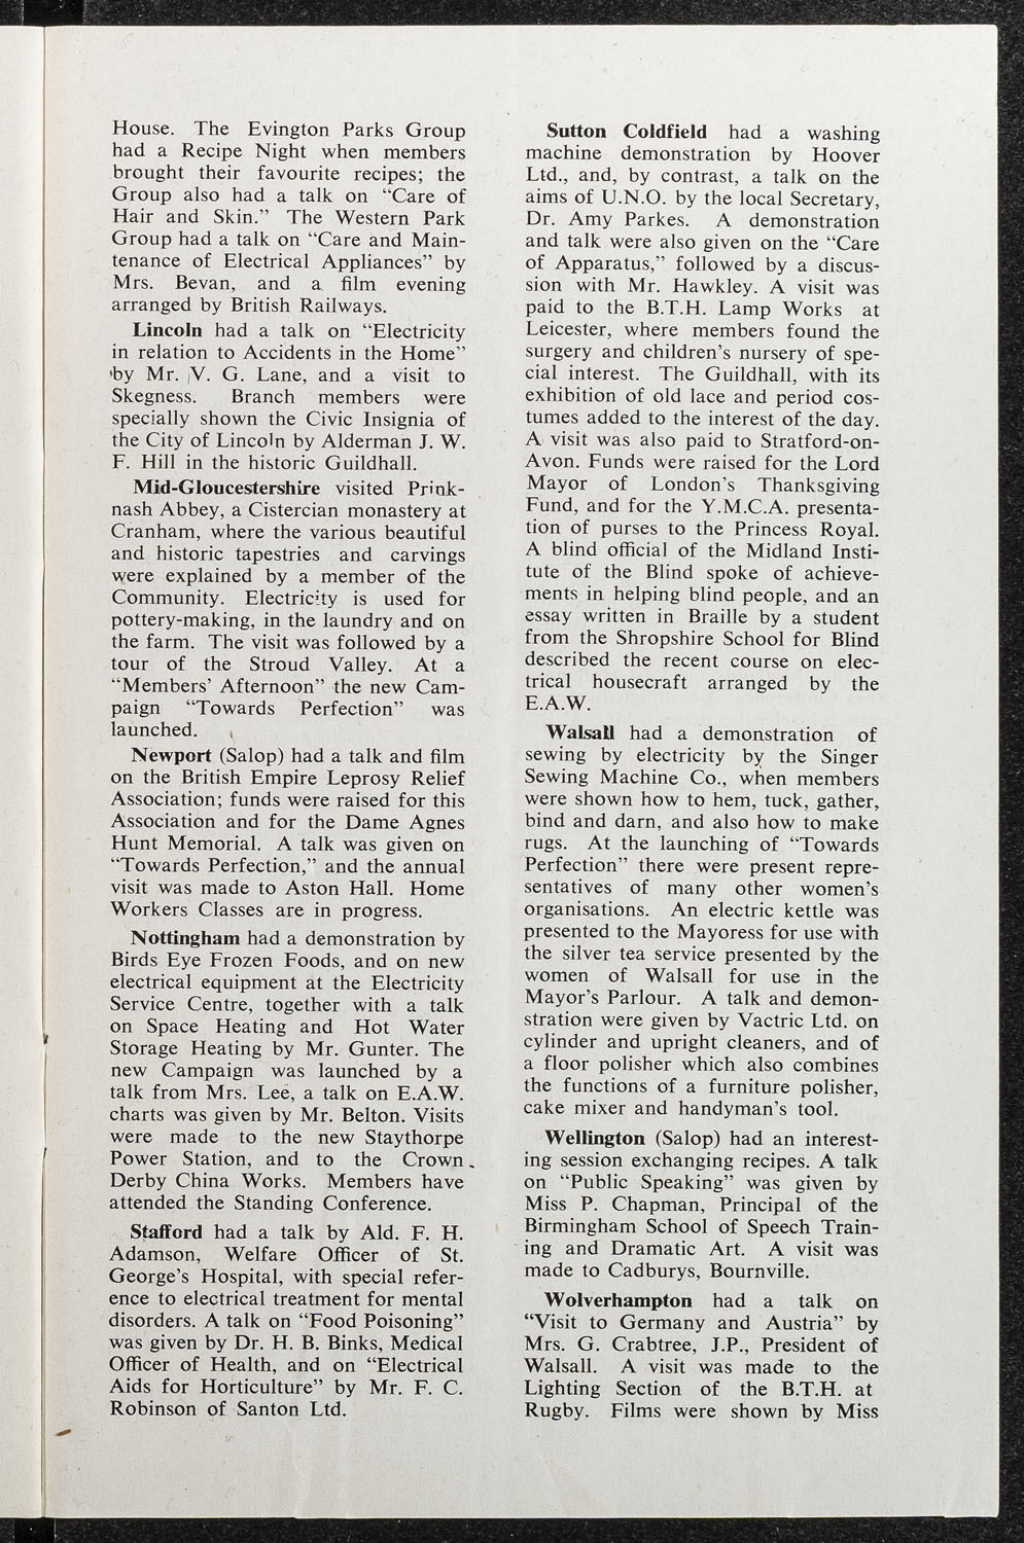 House. The Evington Parks Group
had a Recipe Night when members
brought their favourite recipes; the
Group also had a talk on “Care of
Hair and Skin.” The Western Park
Group had a talk on “Care and Main-
tenance of Electrical Appliances” by
Mrs. Bevan, and a film evening
arranged by British Railways.
Lincoln had a talk on “Electricity
in relation to Accidents in the Home”
by Mr. V. G. Lane, and a visit to
Skegness. Branch members were
specially shown the Civic Insignia of
the City of Lincoln by Alderman J. W.
F. Hill in the historic Guildhall.
Mid-Gloucestershire visited Prink-
nash Abbey, a Cistercian monastery at
Cranham, where the various beautiful
and historic tapestries and carvings
were explained by a member of the
Community. Electricity is used for
pottery-making, in the laundry and on
the farm. The visit was followed by a
tour of the Stroud Valley. At a
“Members’ Afternoon” the new Cam-
paign “Towards Perfection” was
launched.
Newport (Salop) had a talk and film
on the British Empire Leprosy Relief
Association; funds were raised for this
Association and for the Dame Agnes
Hunt Memorial. A talk was given on
“Towards Perfection,” and the annual
visit was made to Aston Hall. Home
Workers Classes are in progress.
Nottingham had a demonstration by
Birds Eye Frozen Foods, and on new
electrical equipment at the Electricity
Service Centre, together with a talk
on Space Heating and Hot Water
Storage Heating by Mr. Gunter. The
new Campaign was launched by a
talk from Mrs. Lee, a talk on E.A.W.
charts was given by Mr. Belton. Visits
were made to the new Staythorpe
Power Station, and to the Crown
Derby China Works. Members have
attended the Standing Conference.
Stafford had a talk by Ald. F. H.
Adamson, Welfare Officer of St.
George’s Hospital, with special refer-
ence to electrical treatment for mental
disorders. A talk on “Food Poisoning”
was given by Dr. H. B. Binks, Medical
Officer of Health, and on “Electrical
Aids for Horticulture” by Mr. F. C.
Robinson of Santon Ltd.
Sutton Coldfield had a washing
machine demonstration by Hoover
Ltd., and, by contrast, a talk on the
aims of U.N.O. by the local Secretary,
Dr. Amy Parkes. A demonstration
and talk were also given on the “Care
of Apparatus,” followed by a discus-
sion with Mr. Hawkley. A visit was
paid to the B.T.H. Lamp Works at
Leicester, where members found the
surgery and children’s nursery of spe-
cial interest. The Guildhall, with its
exhibition of old lace and period cos-
tumes added to the interest of the day.
A visit was also paid to Stratford-on-
Avon. Funds were raised for the Lord
Mayor of London’s Thanksgiving
Fund, and for the Y.M.C.A. presenta-
tion of purses to the Princess Royal.
A blind official of the Midland Insti-
tute of the Blind spoke of achieve-
ments in helping blind people, and an
essay written in Braille by a student
from the Shropshire School for Blind
described the recent course on elec-
trical housecraft arranged by the
E.A.W.
Walsall had a demonstration of
sewing by electricity by the Singer
Sewing Machine Co., when members
were shown how to hem, tuck, gather,
bind and darn, and also how to make
rugs. At the launching of “Towards
Perfection” there were present repre-
sentatives of many other women’s
organisations. An electric kettle was
presented to the Mayoress for use with
the silver tea service presented by the
women of Walsall for use in the
Mayor’s Parlour. A talk and demon-
stration were given by Vactric Ltd. on
cylinder and upright cleaners, and of
a floor polisher which also combines
the functions of a furniture polisher,
cake mixer and handyman’s tool.
Wellington (Salop) had an interest-
ing session exchanging recipes. A talk
on “Public Speaking” was given by
Miss P. Chapman, Principal of the
Birmingham School of Speech Train-
ing and Dramatic Art. A visit was
made to Cadburys, Bournville.
Wolverhampton had a talk on
“Visit to Germany and Austria” by
Mrs. G. Crabtree, J.P., President of
Walsall. A visit was made to the
Lighting Section of the B.T.H. at
Rugby. Films were shown by Miss